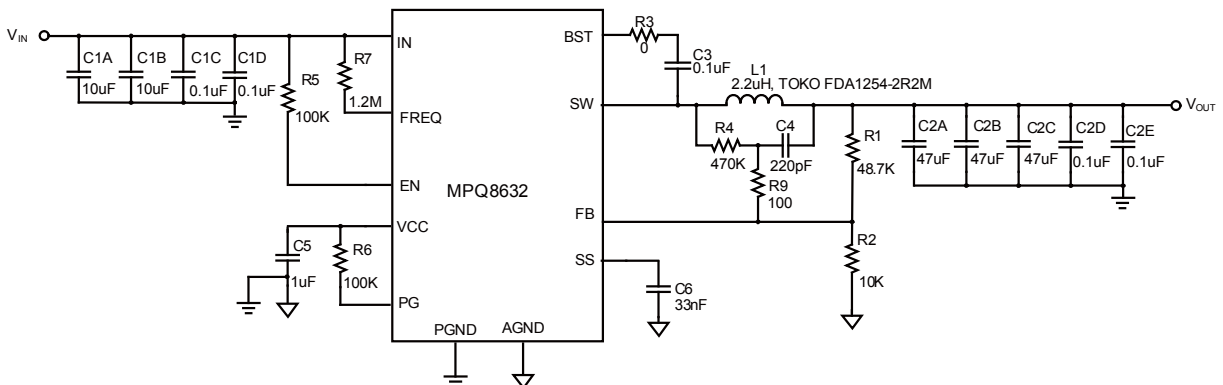 VIN
C1A
10uF
C1B
10uF
C1C
0.1uF
C1D
0.1uF
R5
100K
R7
1.2M
IN
FREQ
EN
VCC
PG
C5
1uF
R6
100K
MPQ8632
PGND
AGND
BST
SW
FB
SS
R3
0
C3
0.1uF
L1
2.2uH, TOKO FDA1254-2R2M
R4
470K
C4
220pF
R9
100
R1
48.7K
R2
10K
C6
33nF
C2A
47uF
C2B
47uF
C2C
47uF
C2D
0.1uF
C2E
0.1uF
VOUT